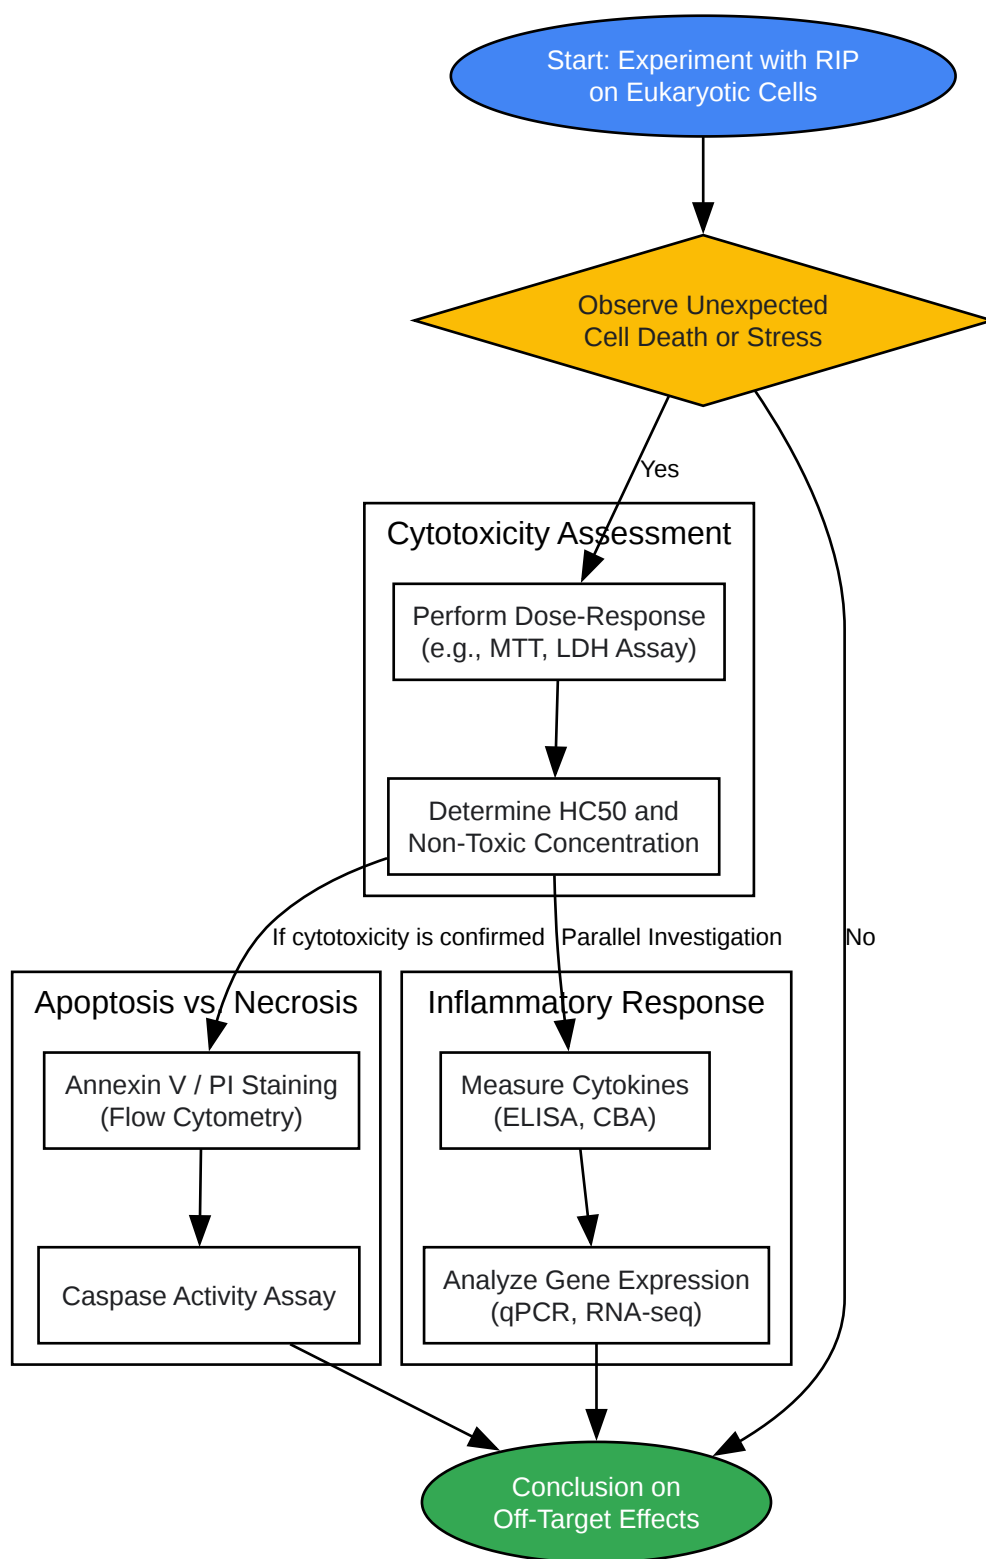 Start: Experiment with RIP
on Eukaryotic Cells
Observe Unexpected
Cell Death or Stress
Yes
Cytotoxicity Assessment
Perform Dose-Response
(e.g., MTT, LDH Assay)
Determine HC50 and
Non-Toxic Concentration
If cytotoxicity is confirmed
Parallel Investigation
No
Apoptosis vs. Necrosis
Annexin V / PI Staining
(Flow Cytometry)
Caspase Activity Assay
Inflammatory Response
Measure Cytokines
(ELISA, CBA)
Analyze Gene Expression
(qPCR, RNA-seq)
Conclusion on
Off-Target Effects